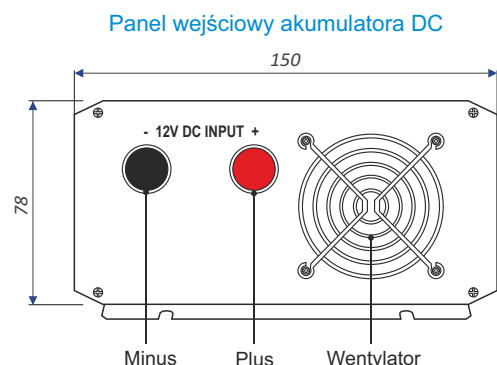 Panel wejściowy akumulatora DC
150
- 12V DC INPUT +
78
Minus Plus Wentylator